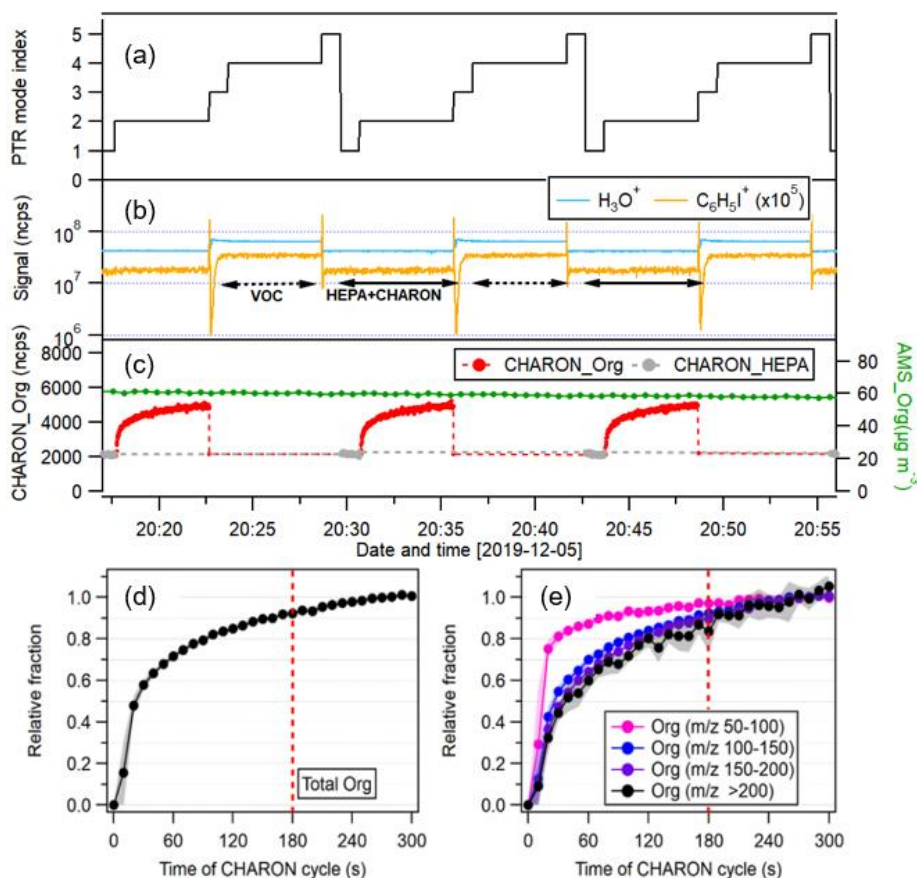 (a)
PTR mode index
5
4
3
2
1
0
(b)
H3O+ C6H5I+ (x10^5)
Signal (ncps)
10^8
10^7
10^6
VOC
HEPA+CHARON
(c)
CHARON_Org CHARON_HEPA
CHARON_Org (ncps)
8000
6000
4000
2000
0
AMS_Org(µg m^-3)
80
60
40
20
0
20:20 20:25 20:30 20:35 20:40 20:45 20:50 20:55
Date and time [2019-12-05]
(d)
Relative fraction
1.0
0.8
0.6
0.4
0.2
0.0
Total Org
0 60 120 180 240 300
Time of CHARON cycle (s)
(e)
Relative fraction
1.0
0.8
0.6
0.4
0.2
0.0
Org (m/z 50-100)
Org (m/z 100-150)
Org (m/z 150-200)
Org (m/z >200)
0 60 120 180 240 300
Time of CHARON cycle (s)